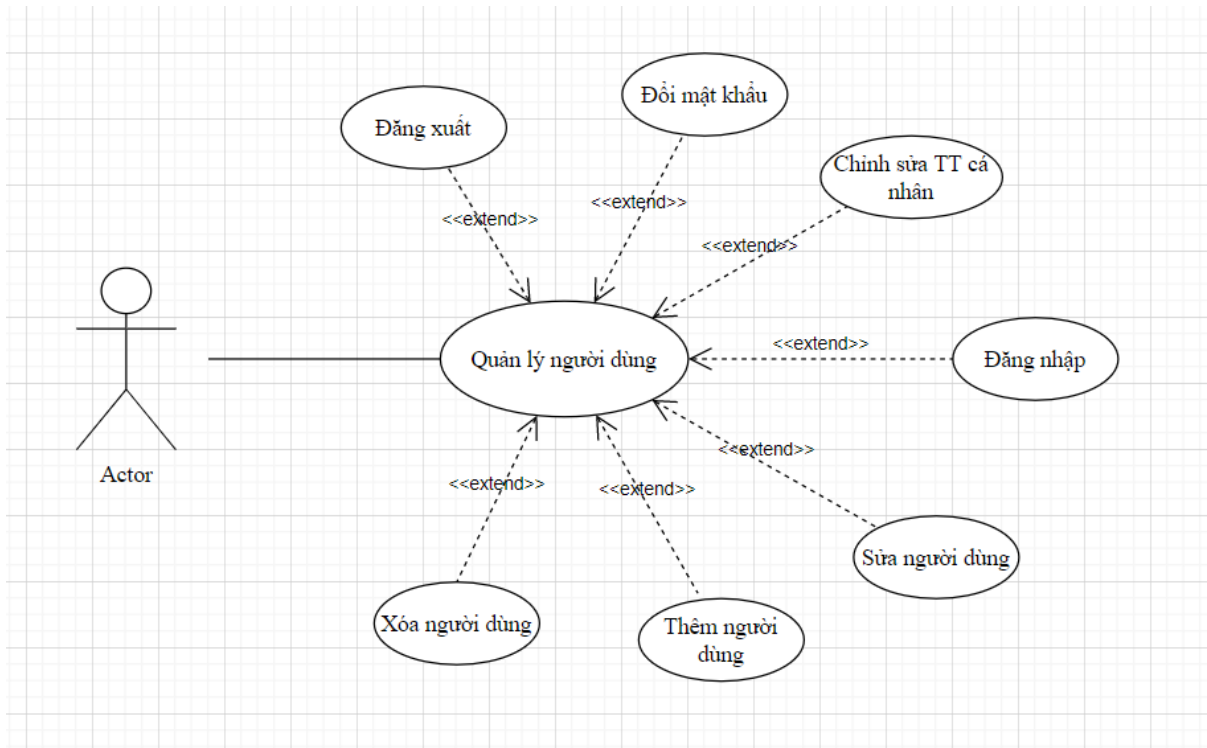 Đổi mật khẩu
Đăng xuất
Chỉnh sửa TT cá
nhân
<<extend>>
<<extend>>
<<extend>>
<<extend>>
Quản lý người dùng
Đăng nhập
<<extend>>
Actor
<<extend>>
<<extend>>
Sửa người dùng
Xóa người dùng
Thêm người
dùng